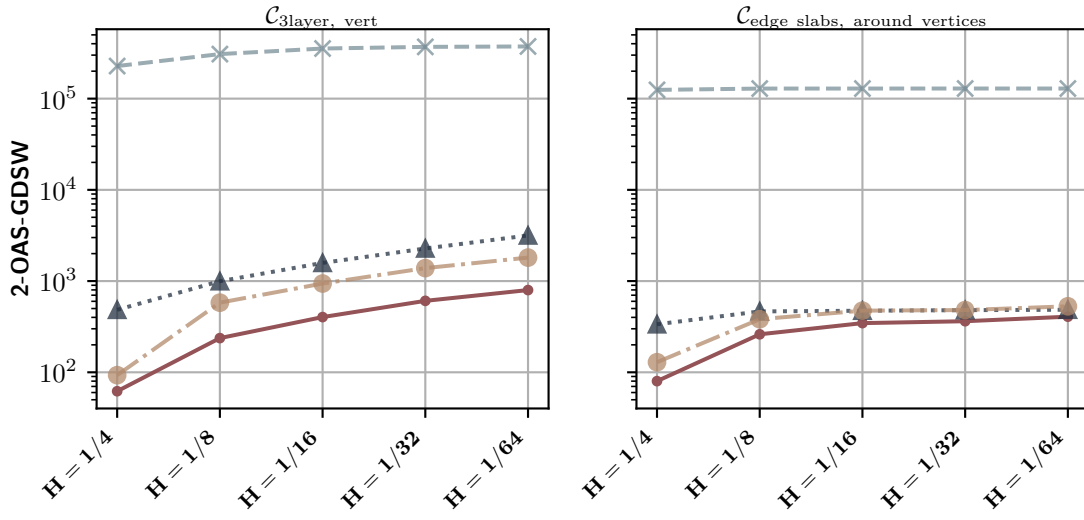 𝒞3layer, vert
𝒞edge slabs, around vertices
2-OAS-GDSW
10^5
10^4
10^3
10^2
H = 1/4
H = 1/8
H = 1/16
H = 1/32
H = 1/64
H = 1/4
H = 1/8
H = 1/16
H = 1/32
H = 1/64